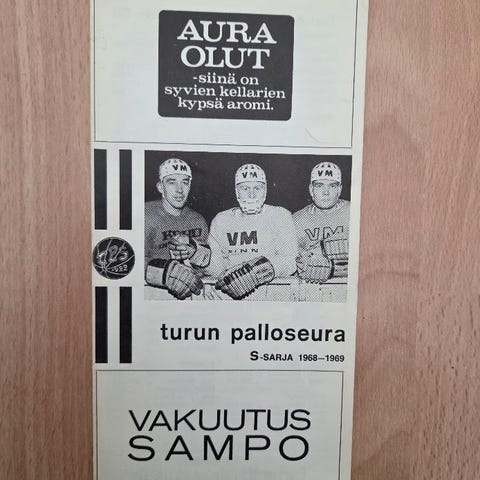 AURA
OLUT
-siinä on
syvien kellarien
kypsä aromi.
VM
VM
VM
VM
VM
turun palloseura
S-SARJA 1968—1969
VAKUUTUS
SAMPO